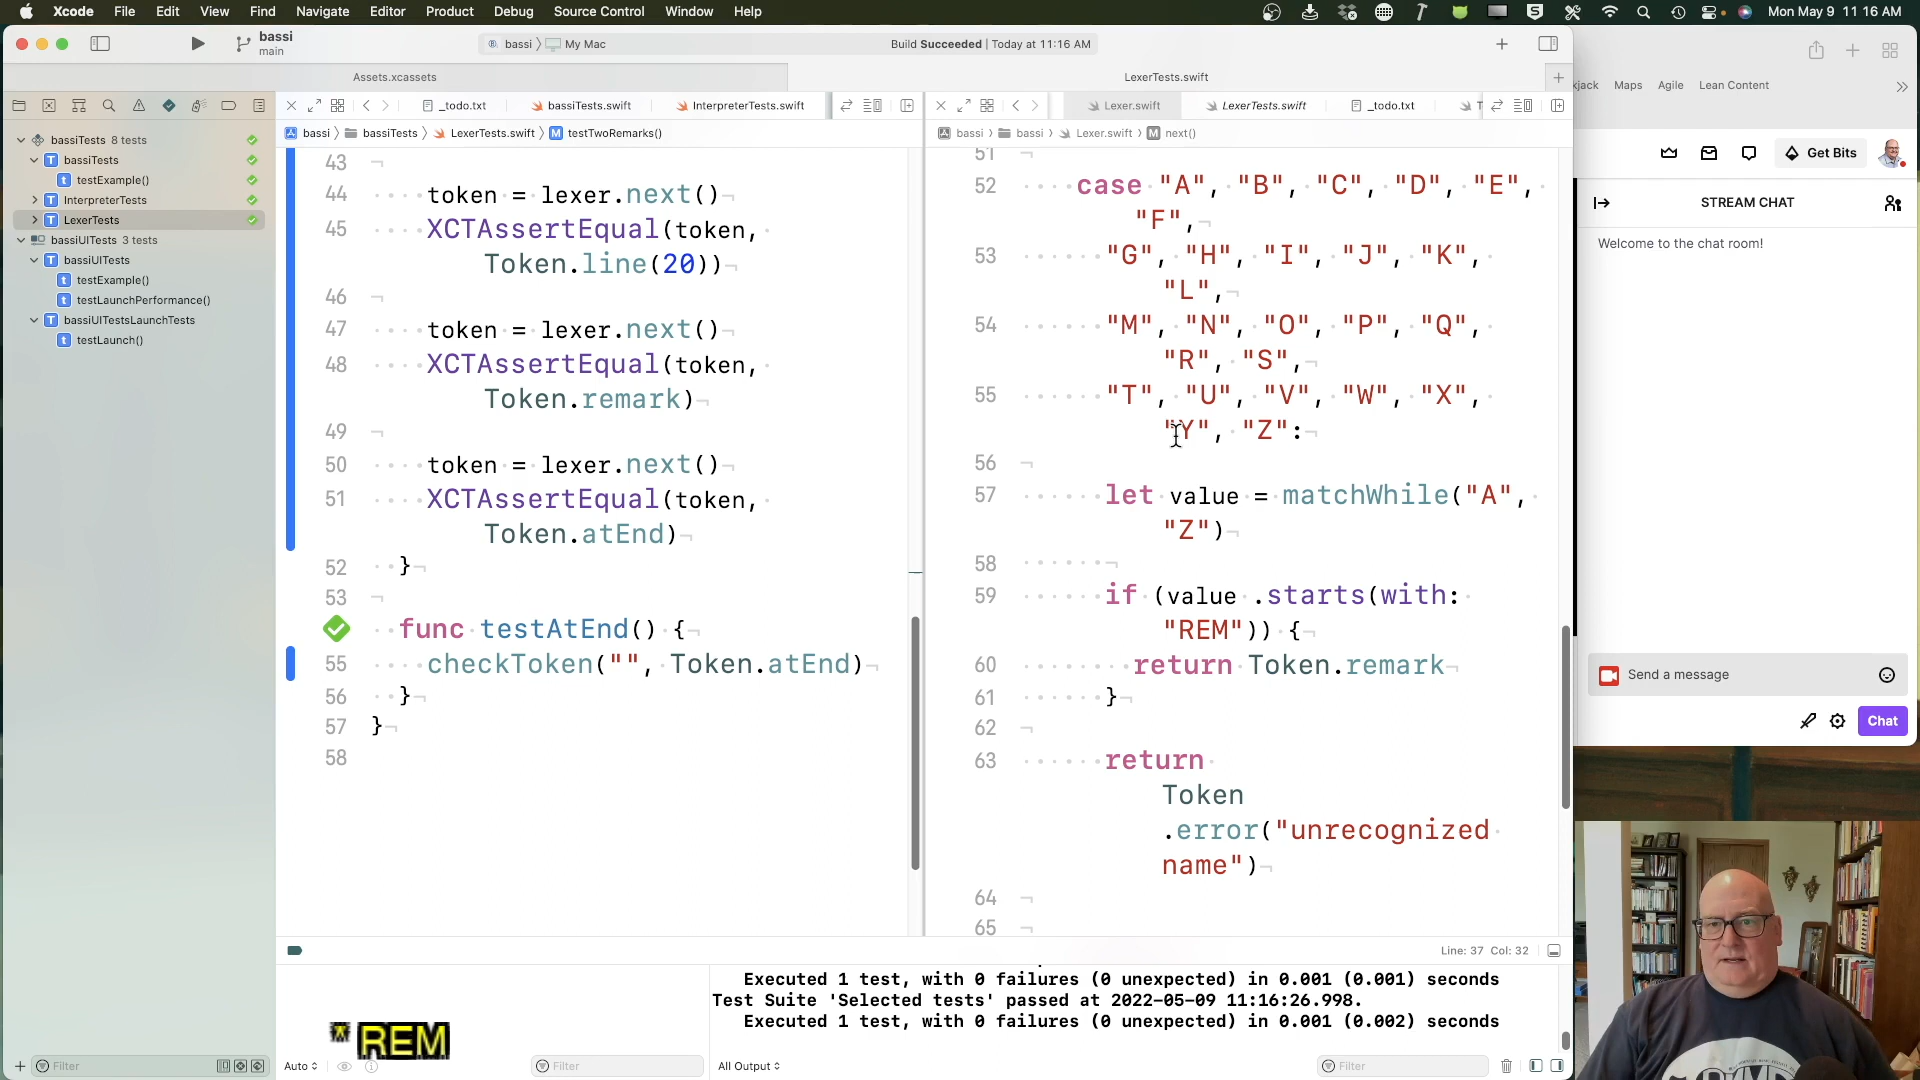 Xcode File Edit View Find Navigate Editor Product Debug Source Control Window Help
Mon May 9 11 16 AM
bassi
main
bassi 〉 My Mac
Build Succeeded | Today at 11:16 AM
Assets.xcassets
LexerTests.swift
kjack Maps Agile Lean Content
_todo.txt bassiTests.swift InterpreterTests.swift
Lexer.swift LexerTests.swift _todo.txt
bassi 〉 bassiTests 〉 LexerTests.swift 〉 M testTwoRemarks()
bassi 〉 bassi 〉 Lexer.swift 〉 M next()
bassiTests 8 tests
T bassiTests
t testExample()
T InterpreterTests
T LexerTests
bassiUITests 3 tests
T bassiUITests
t testExample()
t testLaunchPerformance()
T bassiUITestsLaunchTests
t testLaunch()
43
44 token = lexer.next()
45 XCTAssertEqual(token,
Token.line(20))
46
47 token = lexer.next()
48 XCTAssertEqual(token,
Token.remark)
49
50 token = lexer.next()
51 XCTAssertEqual(token,
Token.atEnd)
52 }
53
func testAtEnd() {
55 checkToken("", Token.atEnd)
56 }
57 }
58
51
52 case "A", "B", "C", "D", "E",
"F",
53 "G", "H", "I", "J", "K",
"L",
54 "M", "N", "O", "P", "Q",
"R", "S",
55 "T", "U", "V", "W", "X",
"Y", "Z":
56
57 let value = matchWhile("A",
"Z")
58
59 if (value .starts(with:
"REM")) {
60 return Token.remark
61 }
62
63 return
Token
.error("unrecognized
name")
64
65
Line: 37 Col: 32
Executed 1 test, with 0 failures (0 unexpected) in 0.001 (0.001) seconds
Test Suite 'Selected tests' passed at 2022-05-09 11:16:26.998.
Executed 1 test, with 0 failures (0 unexpected) in 0.001 (0.002) seconds
* REM
Filter
Auto
Filter
All Output
Filter
Get Bits
STREAM CHAT
Welcome to the chat room!
Send a message
Chat